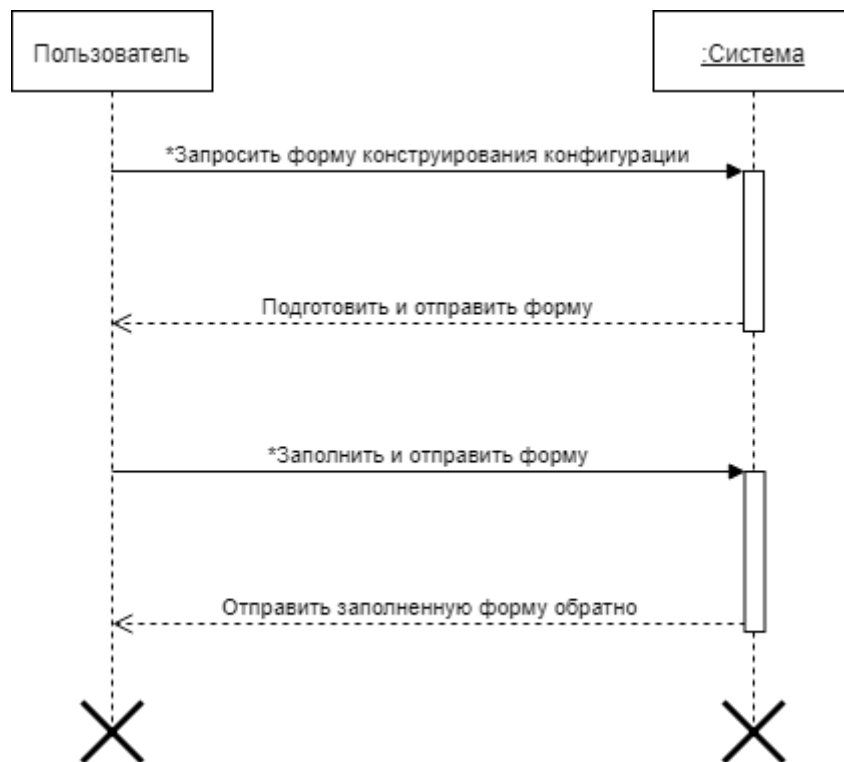 Пользователь
:Система
*Запросить форму конструирования конфигурации
Подготовить и отправить форму
*Заполнить и отправить форму
Отправить заполненную форму обратно